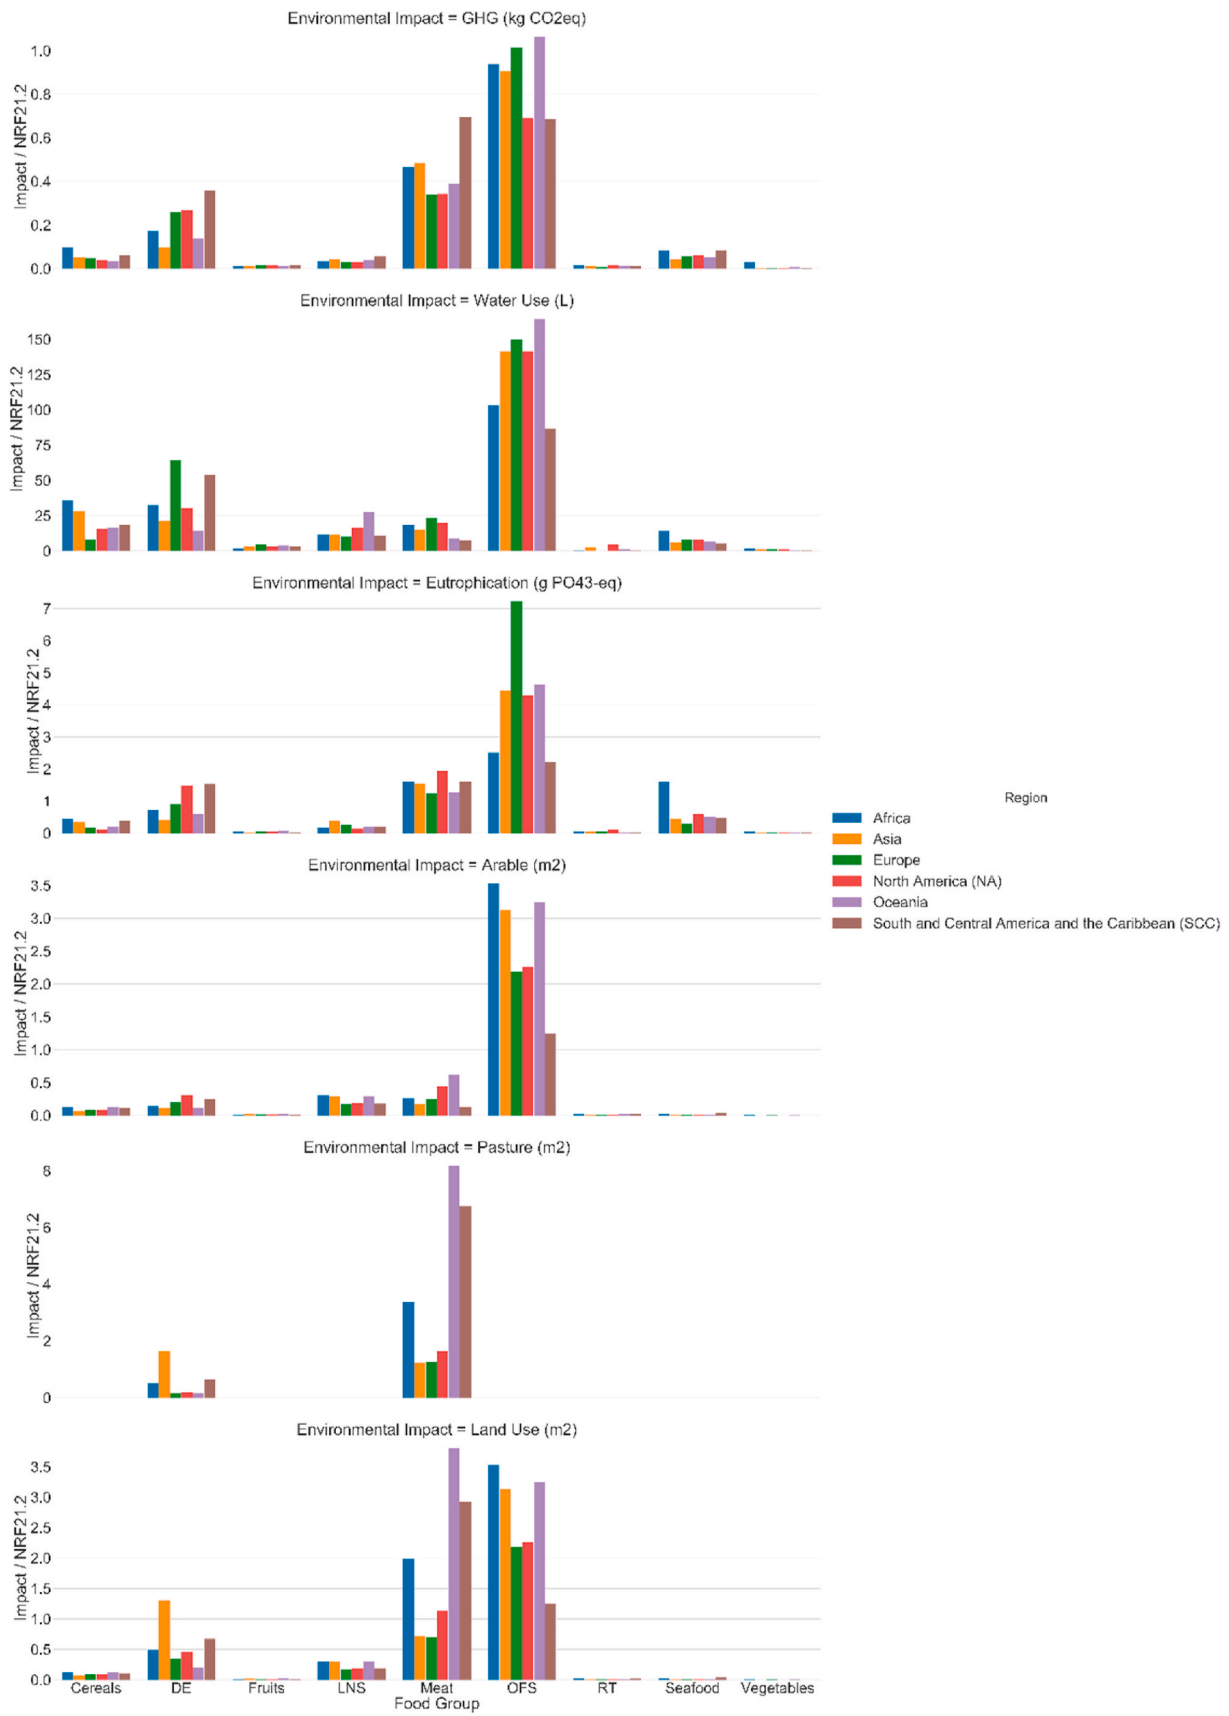 Environmental Impact = GHG (kg CO2eq)
Impact / NRF21.2
1.0
0.8
0.6
0.4
0.2
0.0
Environmental Impact = Water Use (L)
Impact / NRF21.2
150
125
100
75
50
25
0
Environmental Impact = Eutrophication (g PO43-eq)
Impact / NRF21.2
7
6
5
4
3
2
1
0
Region
Africa
Asia
Europe
North America (NA)
Oceania
South and Central America and the Caribbean (SCC)
Environmental Impact = Arable (m2)
Impact / NRF21.2
3.5
3.0
2.5
2.0
1.5
1.0
0.5
0.0
Environmental Impact = Pasture (m2)
Impact / NRF21.2
8
6
4
2
0
Environmental Impact = Land Use (m2)
Impact / NRF21.2
3.5
3.0
2.5
2.0
1.5
1.0
0.5
0.0
Cereals DE Fruits LNS Meat OFS RT Seafood Vegetables
Food Group